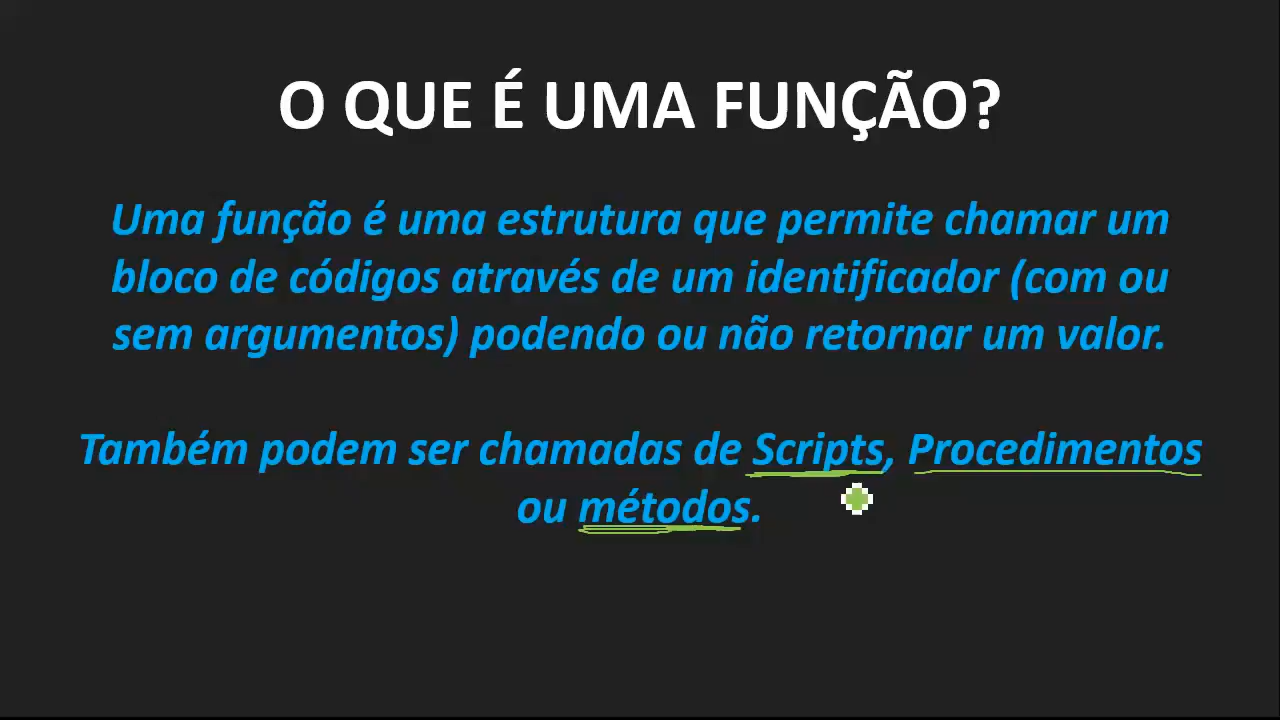 O QUE É UMA FUNÇÃO?
Uma função é uma estrutura que permite chamar um
bloco de códigos através de um identificador (com ou
sem argumentos) podendo ou não retornar um valor.
Também podem ser chamadas de Scripts, Procedimentos
ou métodos.